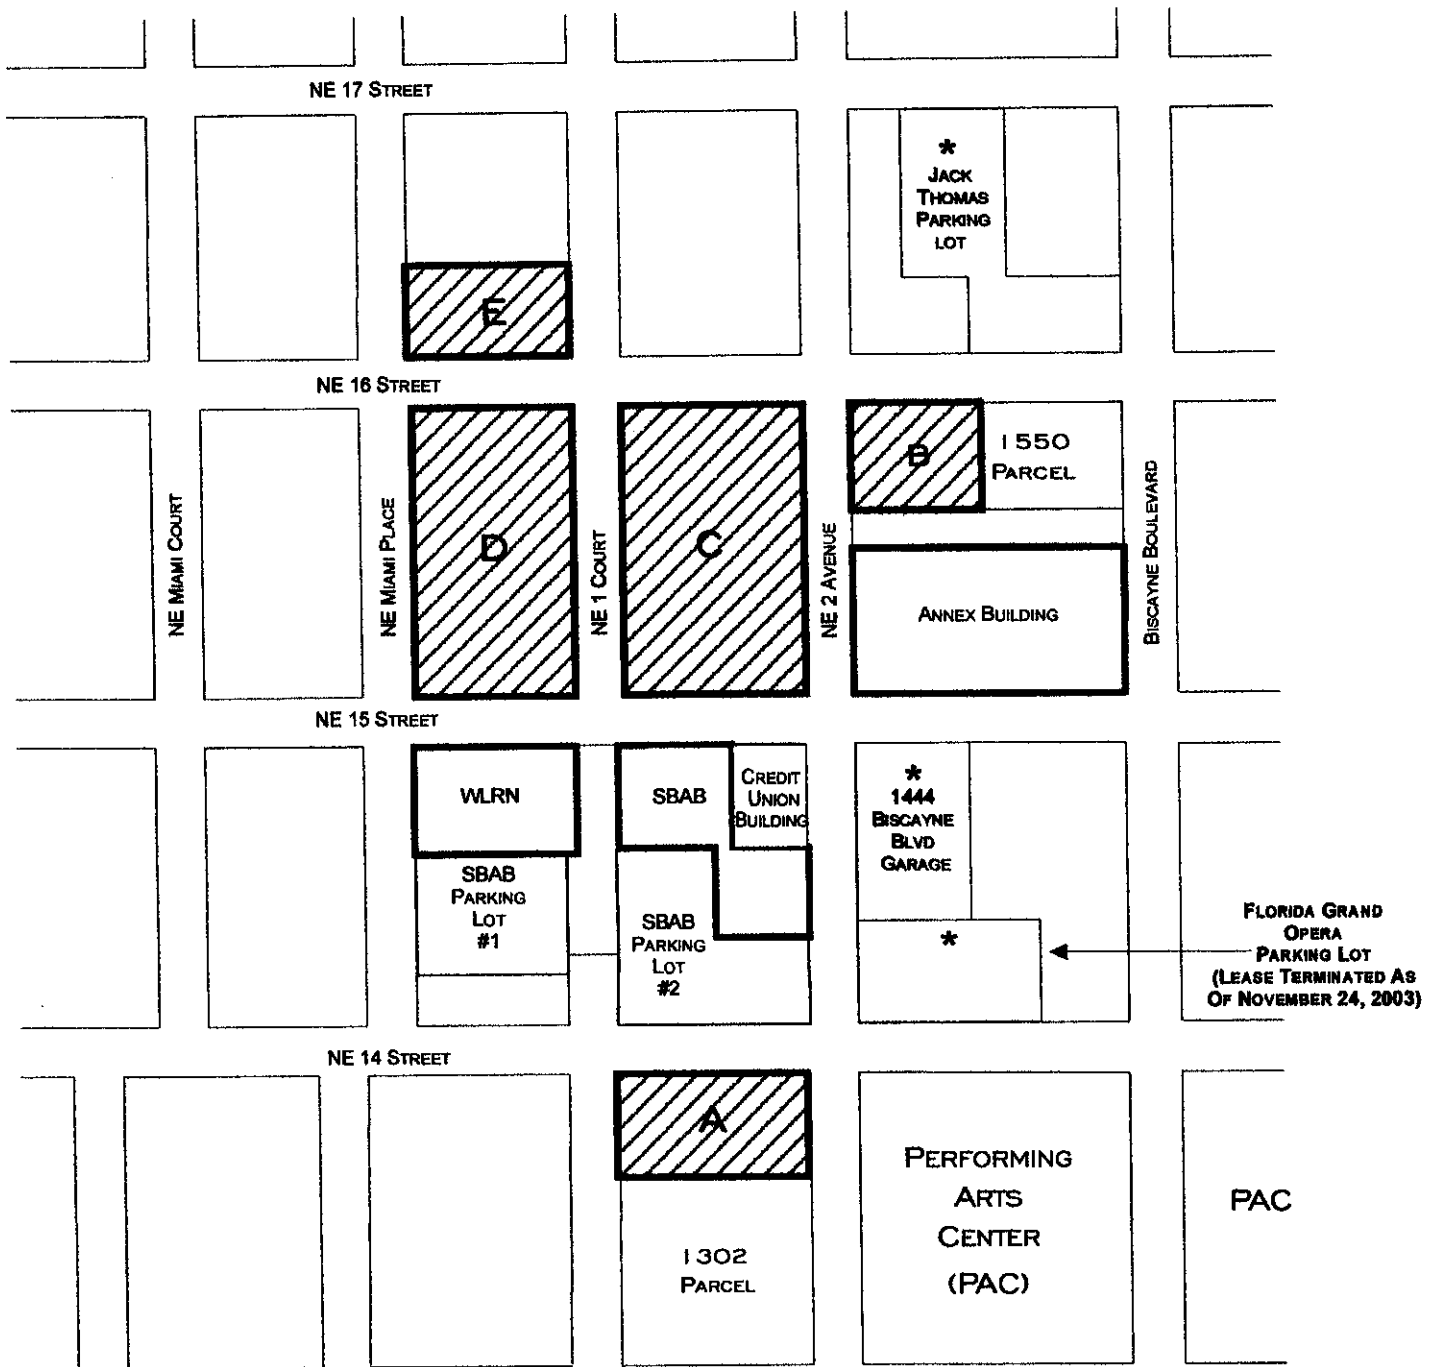 NE 17 STREET
*
JACK
THOMAS
PARKING
LOT
E
NE 16 STREET
NE MIAMI COURT
NE MIAMI PLACE
D
NE 1 COURT
C
NE 2 AVENUE
B
1550
PARCEL
ANNEX BUILDING
BISCAYNE BOULEVARD
NE 15 STREET
WLRN
SBAB
PARKING
LOT
#1
SBAB
CREDIT
UNION
BUILDING
SBAB
PARKING
LOT
#2
*
1444
BISCAYNE
BLVD
GARAGE
*
FLORIDA GRAND
OPERA
PARKING LOT
(LEASE TERMINATED AS
OF NOVEMBER 24, 2003)
NE 14 STREET
A
1302
PARCEL
PERFORMING
ARTS
CENTER
(PAC)
PAC